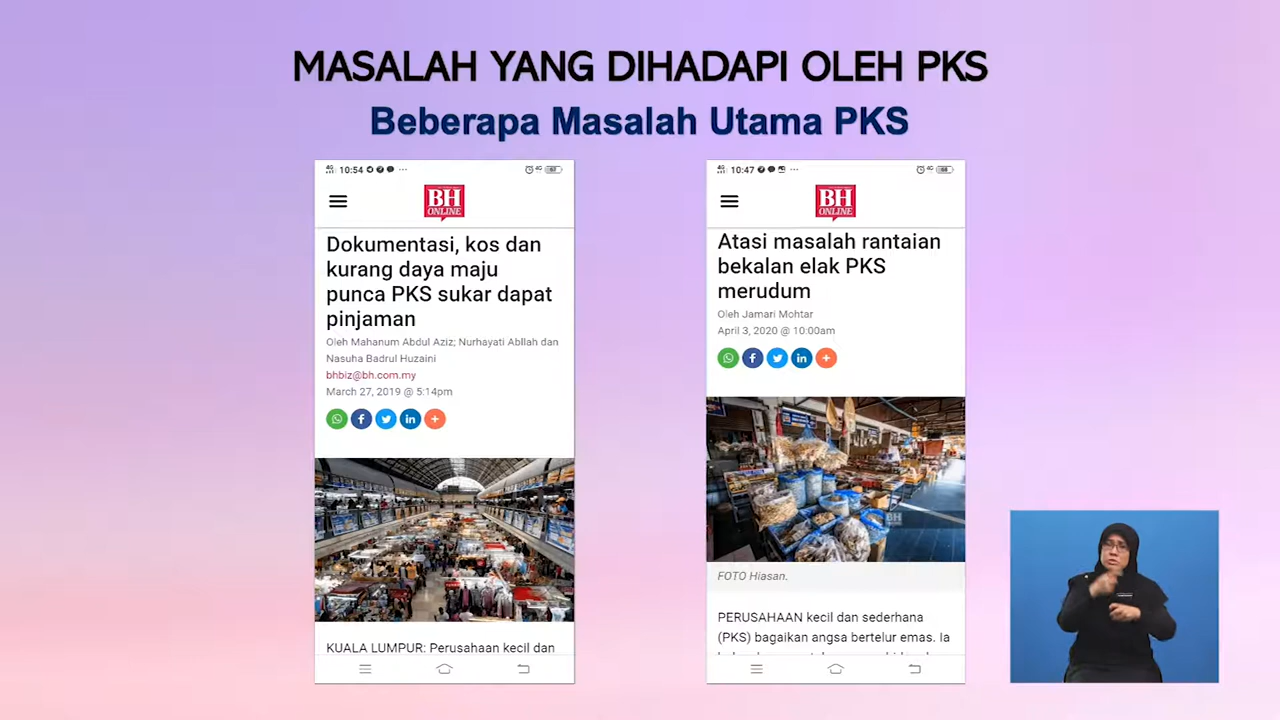 MASALAH YANG DIHADAPI OLEH PKS
Beberapa Masalah Utama PKS
10:54
BH
ONLINE
Dokumentasi, kos dan
kurang daya maju
punca PKS sukar dapat
pinjaman
Oleh Mahanum Abdul Aziz; Nurhayati Abllah dan
Nasuha Badrul Huzaini
bhbiz@bh.com.my
March 27, 2019 @ 5:14pm
KUALA LUMPUR: Perusahaan kecil dan
10:47
BH
ONLINE
Atasi masalah rantaian
bekalan elak PKS
merudum
Oleh Jamari Mohtar
April 3, 2020 @ 10:00am
FOTO Hiasan.
PERUSAHAAN kecil dan sederhana
(PKS) bagaikan angsa bertelur emas. Ia